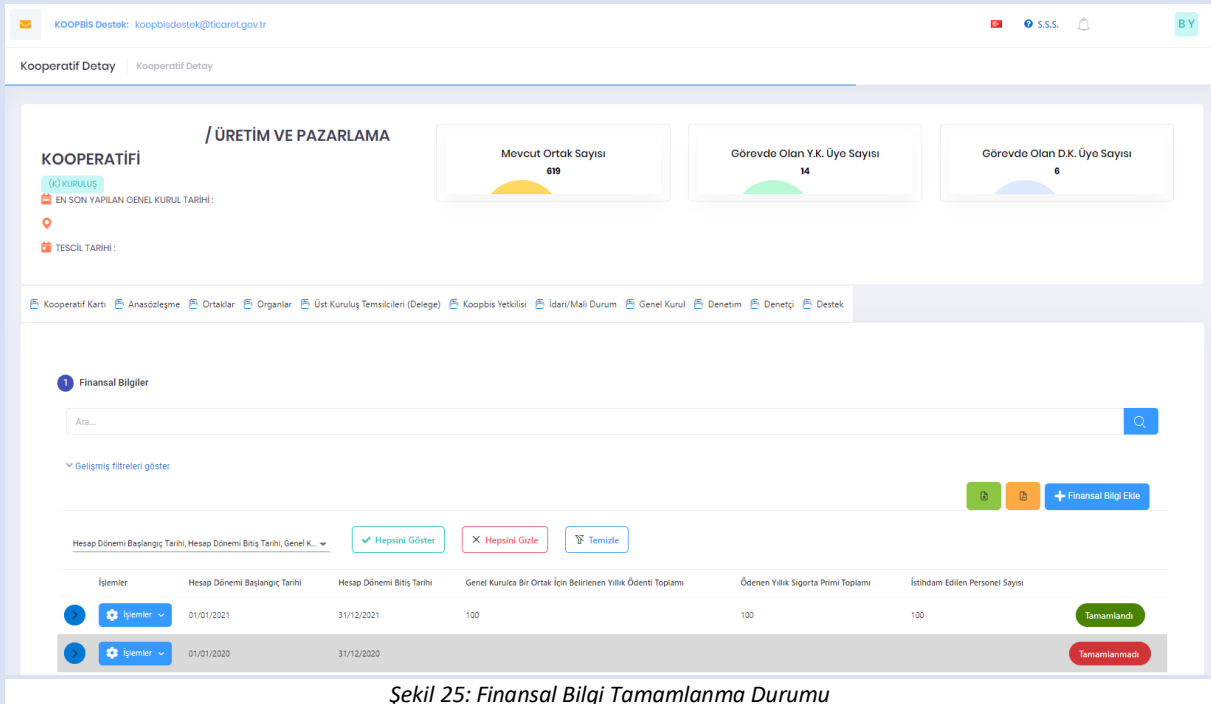 KOOPBİS Destek: koopbisdestek@ticaret.gov.tr
S.S.S.
B Y
Kooperatif Detay Kooperatif Detay
/ ÜRETİM VE PAZARLAMA
KOOPERATİFİ
(K) KURULUŞ
EN SON YAPILAN GENEL KURUL TARİHİ :
TESCİL TARİHİ :
Mevcut Ortak Sayısı
619
Görevde Olan Y.K. Üye Sayısı
14
Görevde Olan D.K. Üye Sayısı
6
Kooperatif Kartı Anasözleşme Ortaklar Organlar Üst Kuruluş Temsilcileri (Delege) Koopbis Yetkilisi İdari/Mali Durum Genel Kurul Denetim Denetçi Destek
1 Finansal Bilgiler
Ara...
Gelişmiş filtreleri göster
Finansal Bilgi Ekle
Hesap Dönemi Başlangıç Tarihi, Hesap Dönemi Bitiş Tarihi, Genel K... Hepsini Göster Hepsini Gizle Temizle
İşlemler Hesap Dönemi Başlangıç Tarihi Hesap Dönemi Bitiş Tarihi Genel Kurulca Bir Ortak İçin Belirlenen Yıllık Ödenti Toplamı Ödenen Yıllık Sigorta Primi Toplamı İstihdam Edilen Personel Sayısı
İşlemler 01/01/2021 31/12/2021 100 100 100 Tamamlandı
İşlemler 01/01/2020 31/12/2020 Tamamlanmadı
Şekil 25: Finansal Bilgi Tamamlanma Durumu